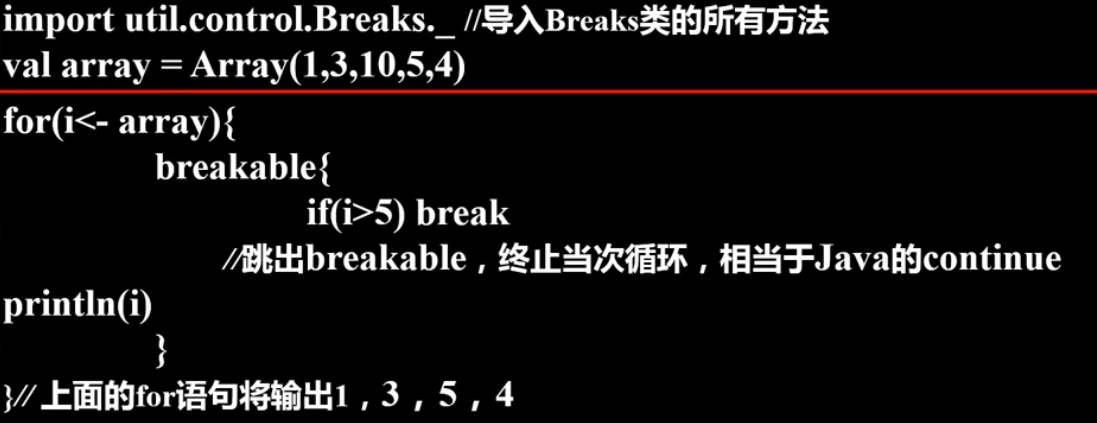 import util.control.Breaks._ //导入Breaks类的所有方法
val array = Array(1,3,10,5,4)
for(i<- array){
breakable{
if(i>5) break
//跳出breakable，终止当次循环，相当于Java的continue
println(i)
}
}// 上面的for语句将输出1，3，5，4